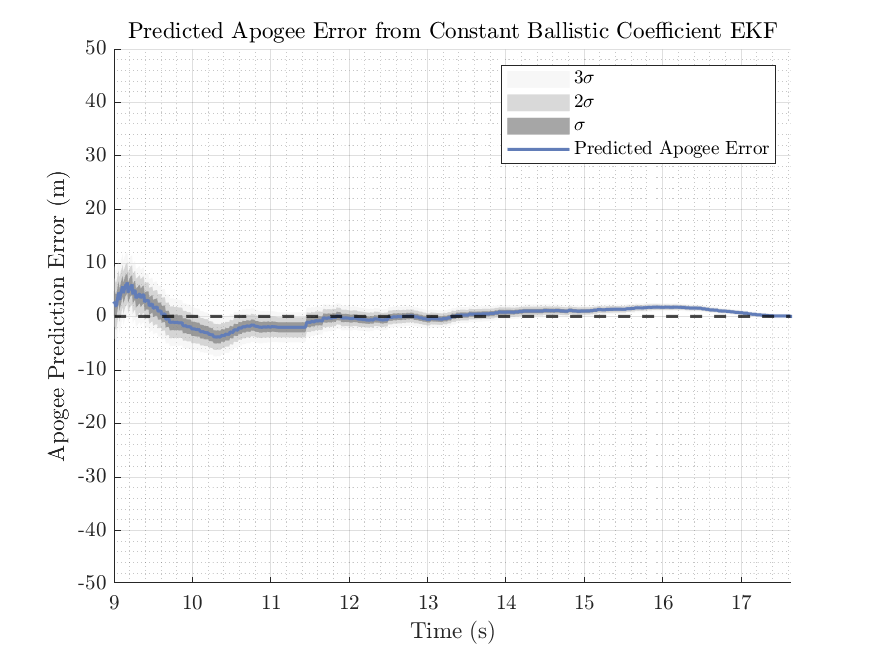 Predicted Apogee Error from Constant Ballistic Coefficient EKF
50
40
30
20
10
0
-10
-20
-30
-40
-50
Apogee Prediction Error (m)
3σ
2σ
σ
Predicted Apogee Error
9 10 11 12 13 14 15 16 17
Time (s)